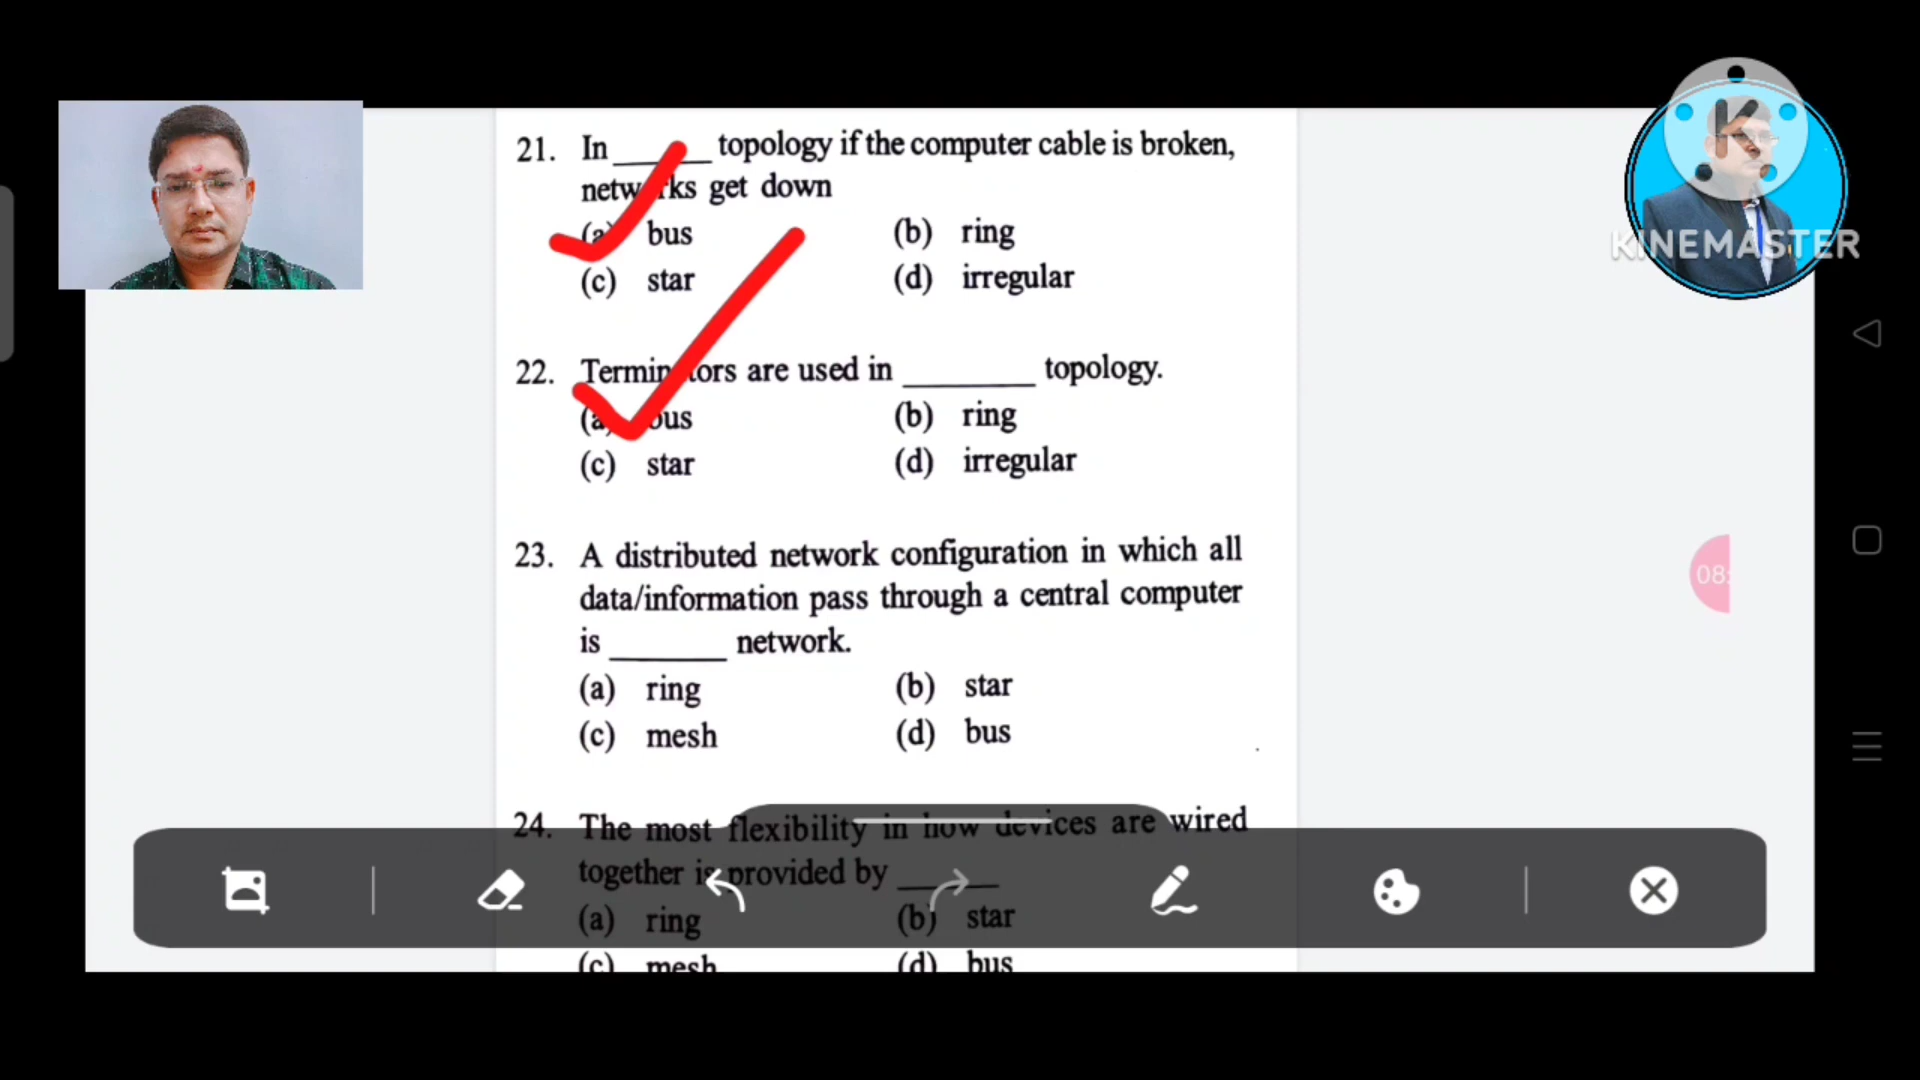 21. In ______ topology if the computer cable is broken,
networks get down
(a) bus (b) ring
(c) star (d) irregular
22. Terminators are used in ________ topology.
(a) bus (b) ring
(c) star (d) irregular
23. A distributed network configuration in which all
data/information pass through a central computer
is _______ network.
(a) ring (b) star
(c) mesh (d) bus
24. The most flexibility in how devices are wired
together is provided by ______
(a) ring (b) star
(c) mesh (d) bus
K
KINEMASTER
08: